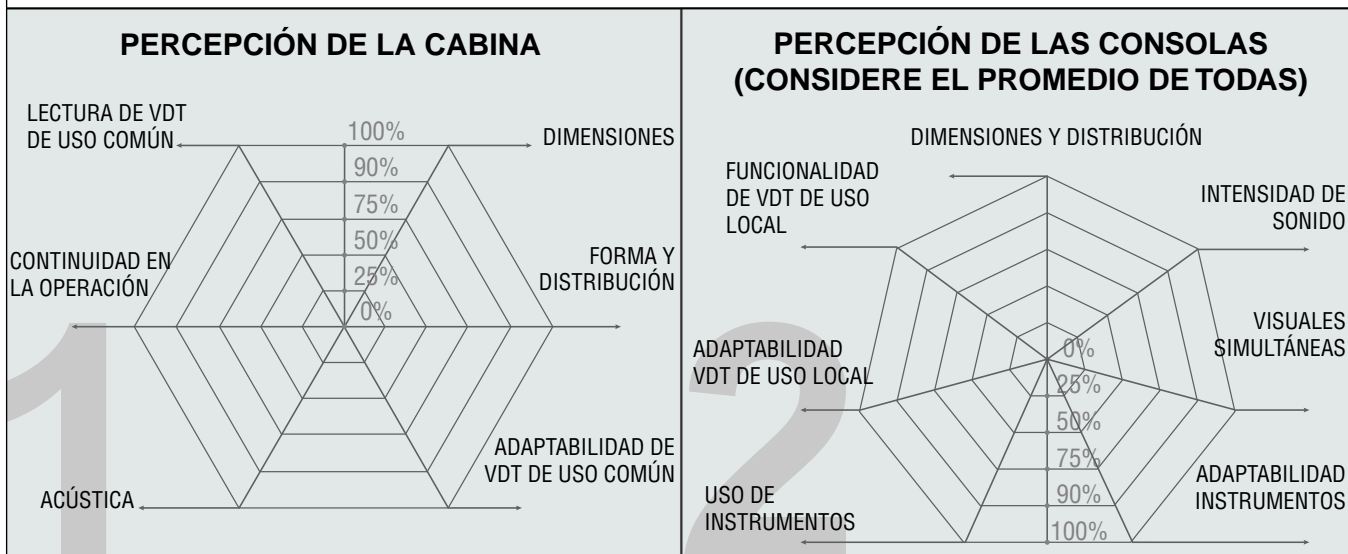 PERCEPCIÓN DE LA CABINA
LECTURA DE VDT
DE USO COMÚN
100%
DIMENSIONES
90%
75%
50%
25%
0%
CONTINUIDAD EN
LA OPERACIÓN
FORMA Y
DISTRIBUCIÓN
ACÚSTICA
ADAPTABILIDAD DE
VDT DE USO COMÚN
1
PERCEPCIÓN DE LAS CONSOLAS
(CONSIDERE EL PROMEDIO DE TODAS)
DIMENSIONES Y DISTRIBUCIÓN
FUNCIONALIDAD
DE VDT DE USO
LOCAL
INTENSIDAD DE
SONIDO
VISUALES
SIMULTÁNEAS
ADAPTABILIDAD
VDT DE USO LOCAL
0%
25%
50%
75%
90%
100%
USO DE
INSTRUMENTOS
ADAPTABILIDAD
INSTRUMENTOS
2